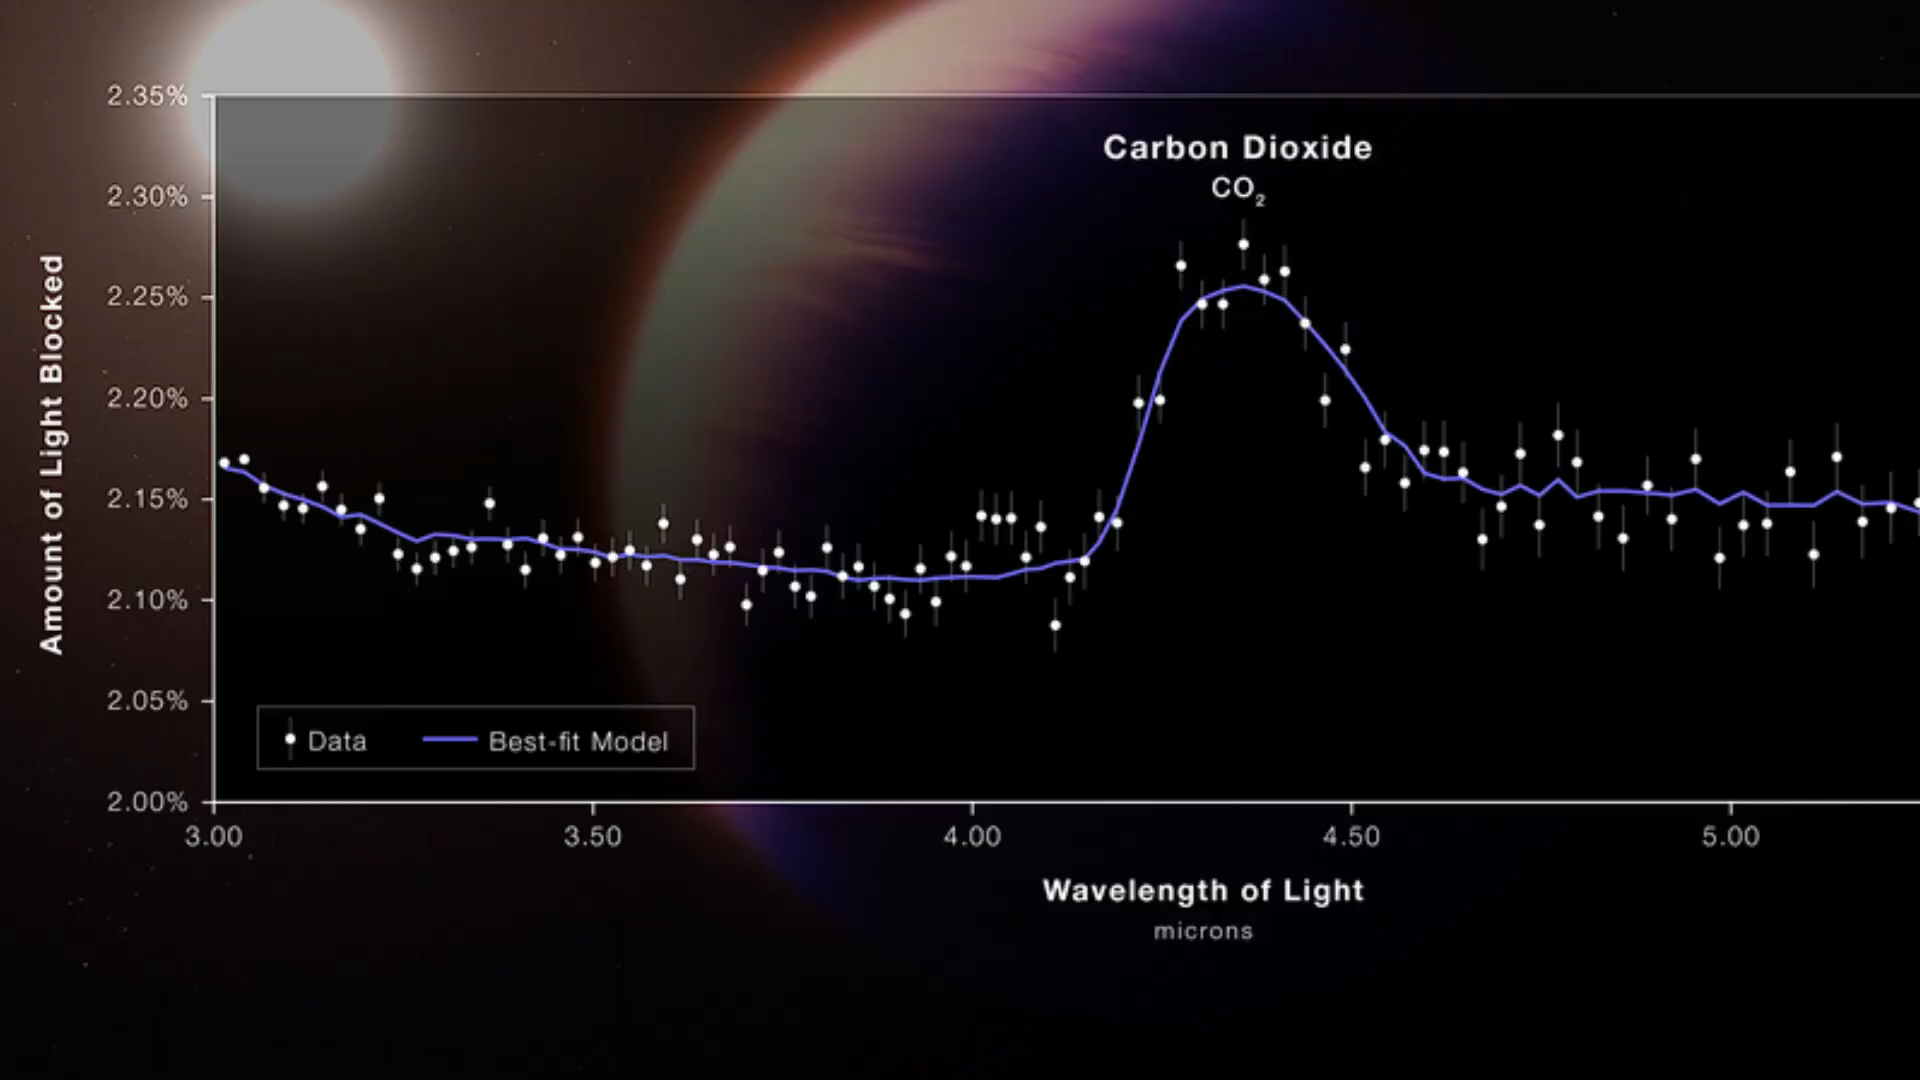 2.35%
Carbon Dioxide
CO₂
2.30%
2.25%
2.20%
2.15%
2.10%
2.05%
2.00%
Amount of Light Blocked
Data
Best-fit Model
3.00
3.50
4.00
4.50
5.00
Wavelength of Light
microns